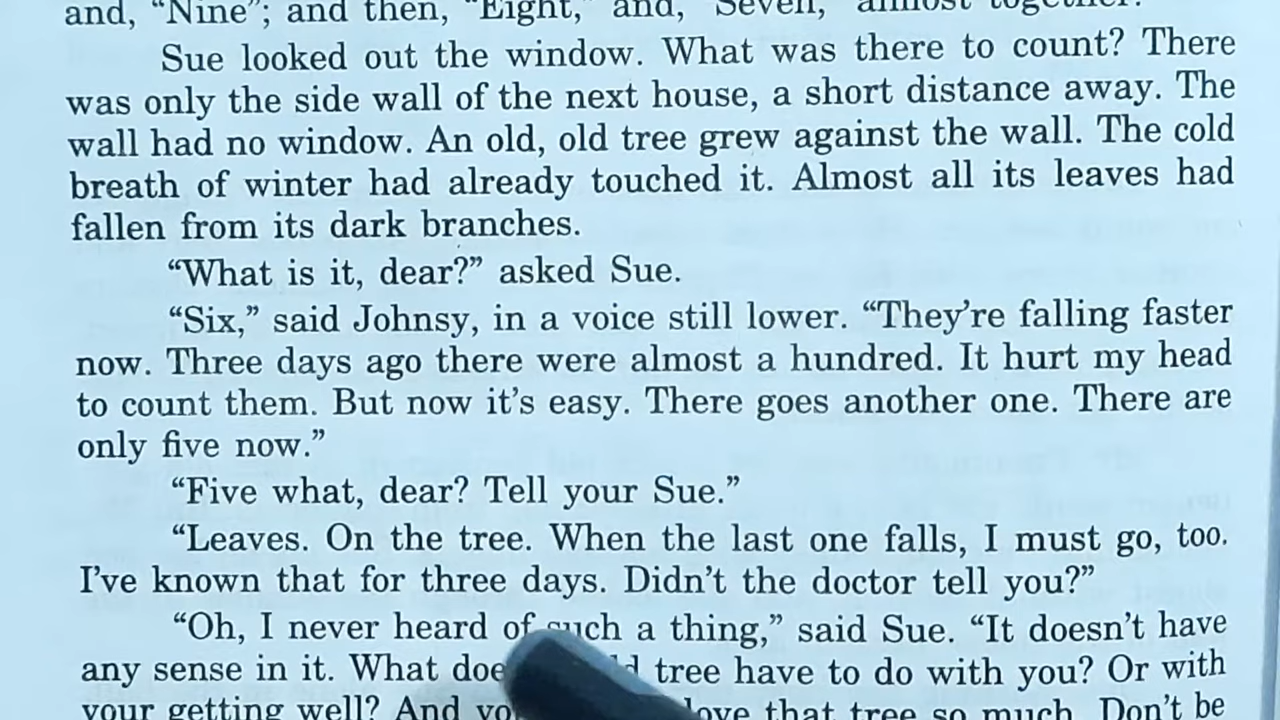 and, "Nine"; and then, "Eight," and, "Seven," almost together.
Sue looked out the window. What was there to count? There
was only the side wall of the next house, a short distance away. The
wall had no window. An old, old tree grew against the wall. The cold
breath of winter had already touched it. Almost all its leaves had
fallen from its dark branches.
“What is it, dear?” asked Sue.
“Six,” said Johnsy, in a voice still lower. “They’re falling faster
now. Three days ago there were almost a hundred. It hurt my head
to count them. But now it’s easy. There goes another one. There are
only five now.”
“Five what, dear? Tell your Sue.”
“Leaves. On the tree. When the last one falls, I must go, too.
I’ve known that for three days. Didn’t the doctor tell you?”
“Oh, I never heard of such a thing,” said Sue. “It doesn’t have
any sense in it. What tree have to do with you? Or with
your getting well? And that tree so much. Don’t be